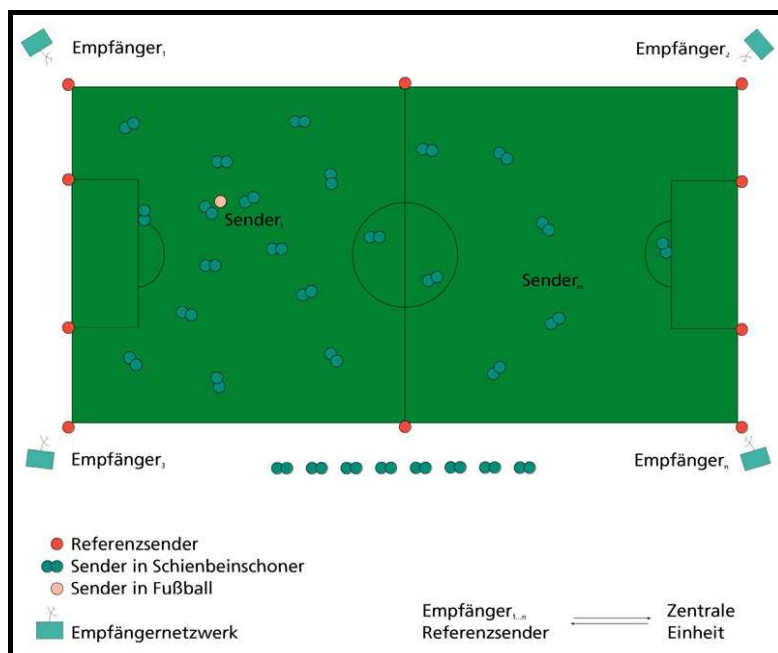 Empfänger₁
Empfänger₂
Sender₁
Senderₘ
Empfänger₃
Empfängerₙ
Referenzsender
Sender in Schienbeinschoner
Sender in Fußball
Empfängernetzwerk
Empfänger₁...ₙ
Referenzsender
Zentrale
Einheit